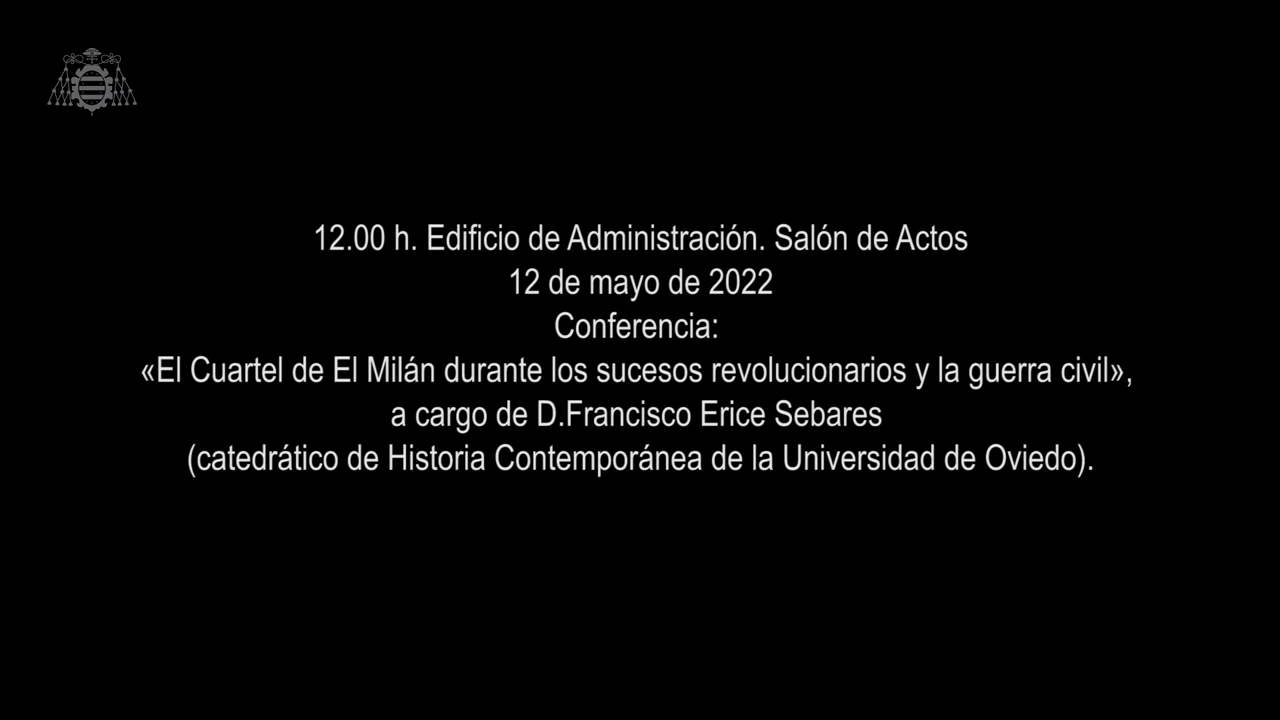 12.00 h. Edificio de Administración. Salón de Actos
12 de mayo de 2022
Conferencia:
«El Cuartel de El Milán durante los sucesos revolucionarios y la guerra civil»,
a cargo de D.Francisco Erice Sebares
(catedrático de Historia Contemporánea de la Universidad de Oviedo).